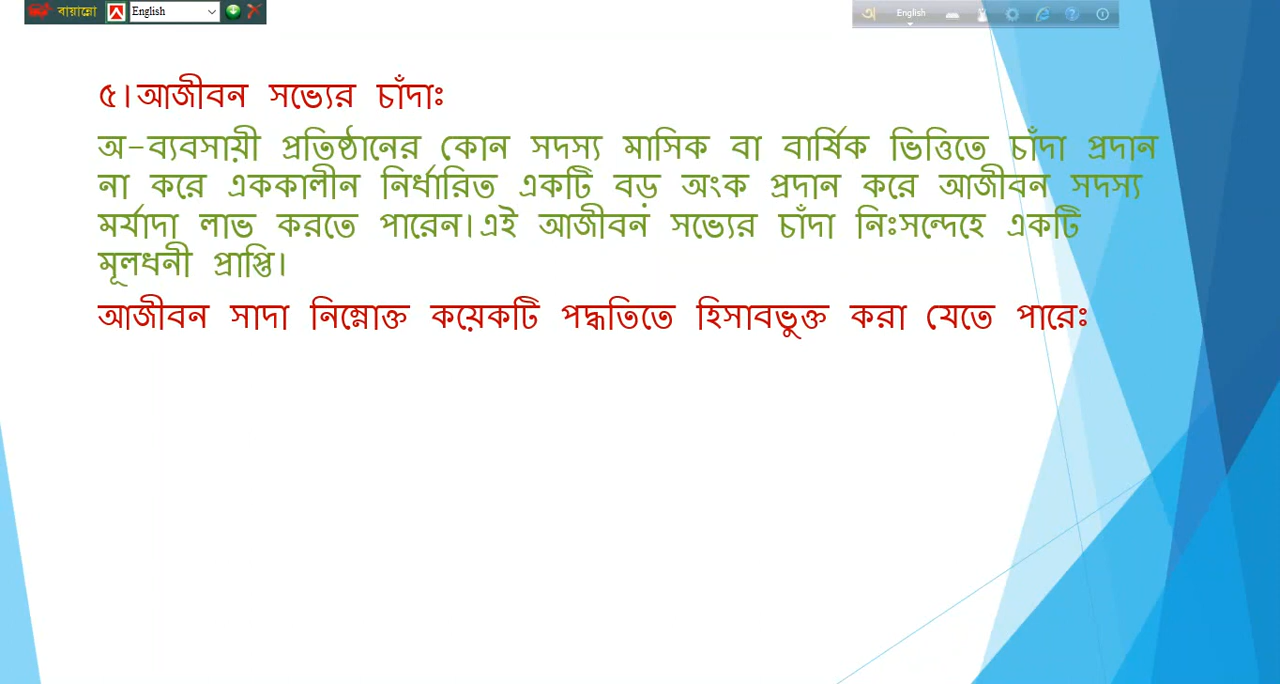 বায়ান্নো English
অ English
৫। আজীবন সভ্যের চাঁদাঃ
অ-ব্যবসায়ী প্রতিষ্ঠানের কোন সদস্য মাসিক বা বার্ষিক ভিত্তিতে চাঁদা প্রদান
না করে এককালীন নির্ধারিত একটি বড় অংক প্রদান করে আজীবন সদস্য
মর্যাদা লাভ করতে পারেন। এই আজীবন সভ্যের চাঁদা নিঃসন্দেহে একটি
মূলধনী প্রাপ্তি।
আজীবন সাদা নিম্নোক্ত কয়েকটি পদ্ধতিতে হিসাবভুক্ত করা যেতে পারেঃ